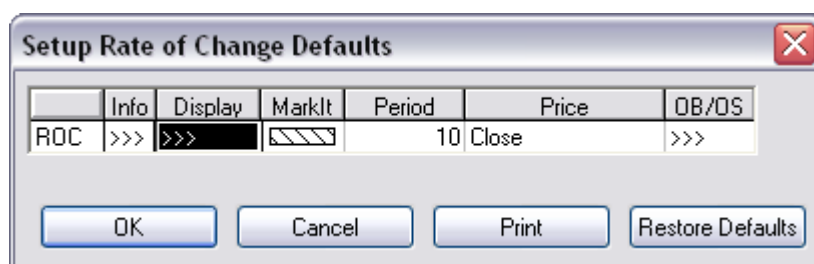 Setup Rate of Change Defaults
Info Display MarkIt Period Price OB/OS
ROC >>> >>> 10 Close >>>
OK Cancel Print Restore Defaults